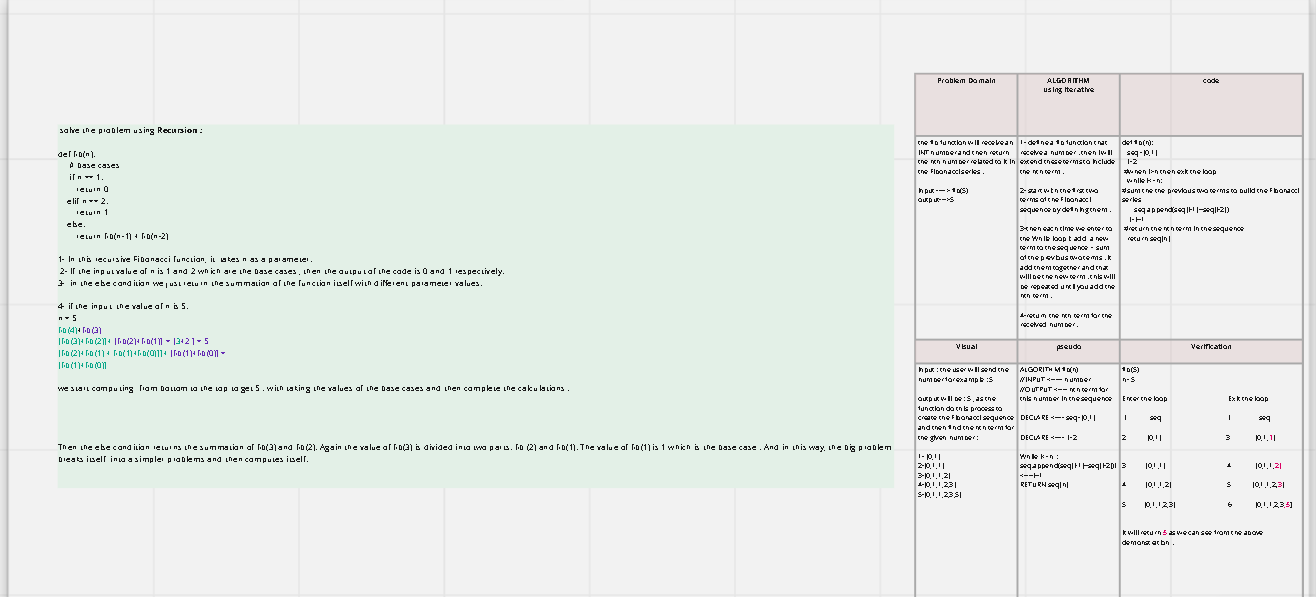 solve the problem using Recursion :
def fib(n):
# base cases
if n == 1:
return 0
elif n == 2:
return 1
else:
return fib(n-1) + fib(n-2)
1- In this recursive Fibonacci function, it takes n as a parameter.
2- If the input value of n is 1 and 2 which are the base cases, then the output of the code is 0 and 1 respectively.
3- in the else condition we just return the summation of the function itself with different parameter values.
4- if the input the value of n is 5.
n = 5
fib(4)+fib(3)
[fib(3)+fib(2)]+ [fib(2)+fib(1)] = [3+2 ] = 5
[fib(2)+fib(1) + fib(1)+fib(0)]]+ [fib(1)+fib(0)] =
[fib(1)+fib(0)]
we start computing from bottom to the top to get 5 . with taking the values of the base cases and then complete the calculations .
Then the else condition returns the summation of fib(3) and fib(2). Again the value of fib(3) is divided into two parts. fib (2) and fib(1). The value of fib(1) is 1 which is the base case . And in this way, the big problem
breaks itself into a simpler problems and then computes itself.
Problem Domain
the fib function will receive an
INT number and then return
the nth number related to it in
the Fibonacci series .
input ----> fib(5)
output--->5
ALGORITHM
using iterative
1- define a fib function that
receive a number . then I will
extend these terms to include
the nth term .
2- start with the first two
terms of the Fibonacci
sequence by defining them .
3-then each time we enter to
the While loop it add a new
term to the sequence = sum
of the previous two terms . it
add them together and that
will be the new term . this will
be repeated until you add the
nth term .
4-return the nth term for the
received number .
code
def fib(n):
seq = [0,1]
i=2
#when i>n then exit the loop
while i<=n:
#sum the the previous two terms to build the Fibonacci
series
seq.append(seq[i-1]+seq[i-2])
i+=1
#return the nth term in the sequence
return seq[n]
Visual
input : the user will send the
number for example : 5
output will be : 5 , as the
function do this process to
create the Fibonacci sequence
and then find the nth term for
the given number :
1- [0,1]
2-[0,1,1]
3-[0,1,1,2]
4-[0,1,1,2,3]
5-[0,1,1,2,3,5]
pseudo
ALGORITHM fib(n)
//INPUT <---- number
//OUTPUT <---- nth term for
this number in the sequence
DECLARE <---- seq=[0,1]
DECLARE <---- i=2
While i<=n :
seq.append(seq[i-1]+seq[i-2])
<----i+=1
RETURN seq[n]
Verification
fib(5)
n= 5
Enter the loop Exit the loop
i seq i seq
2 [0,1] 3 [0,1,1]
3 [0,1,1] 4 [0,1,1,2]
4 [0,1,1,2] 5 [0,1,1,2,3]
5 [0,1,1,2,3] 6 [0,1,1,2,3,5]
it will return 5 as we can see from the above